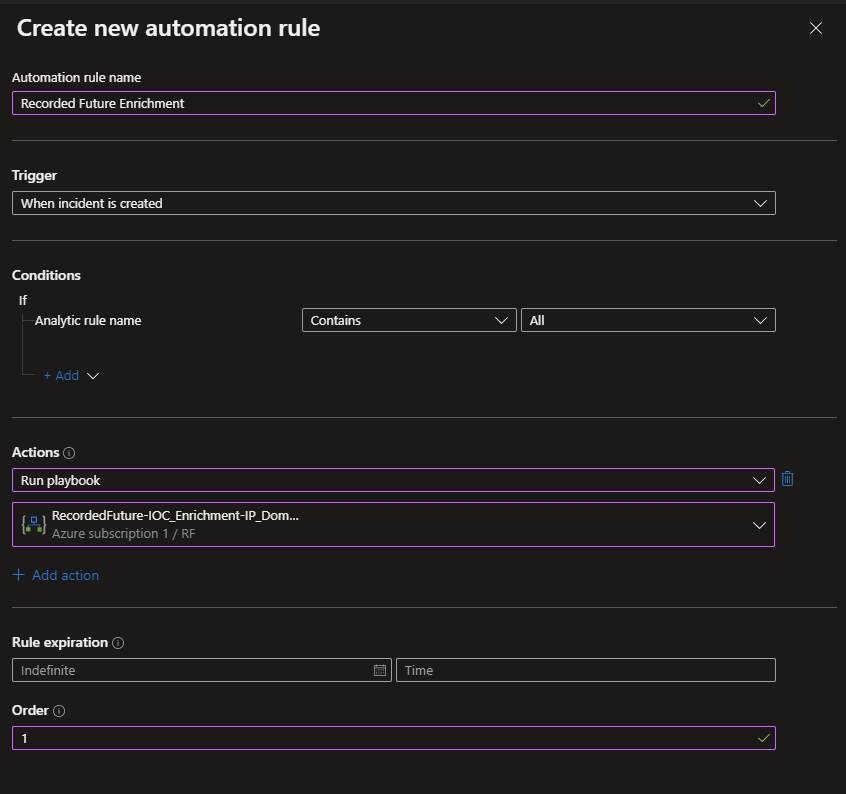 Create new automation rule
Automation rule name
Recorded Future Enrichment
Trigger
When incident is created
Conditions
If
Analytic rule name Contains All
+ Add
Actions
Run playbook
RecordedFuture-IOC_Enrichment-IP_Dom...
Azure subscription 1 / RF
+ Add action
Rule expiration
Indefinite Time
Order
1